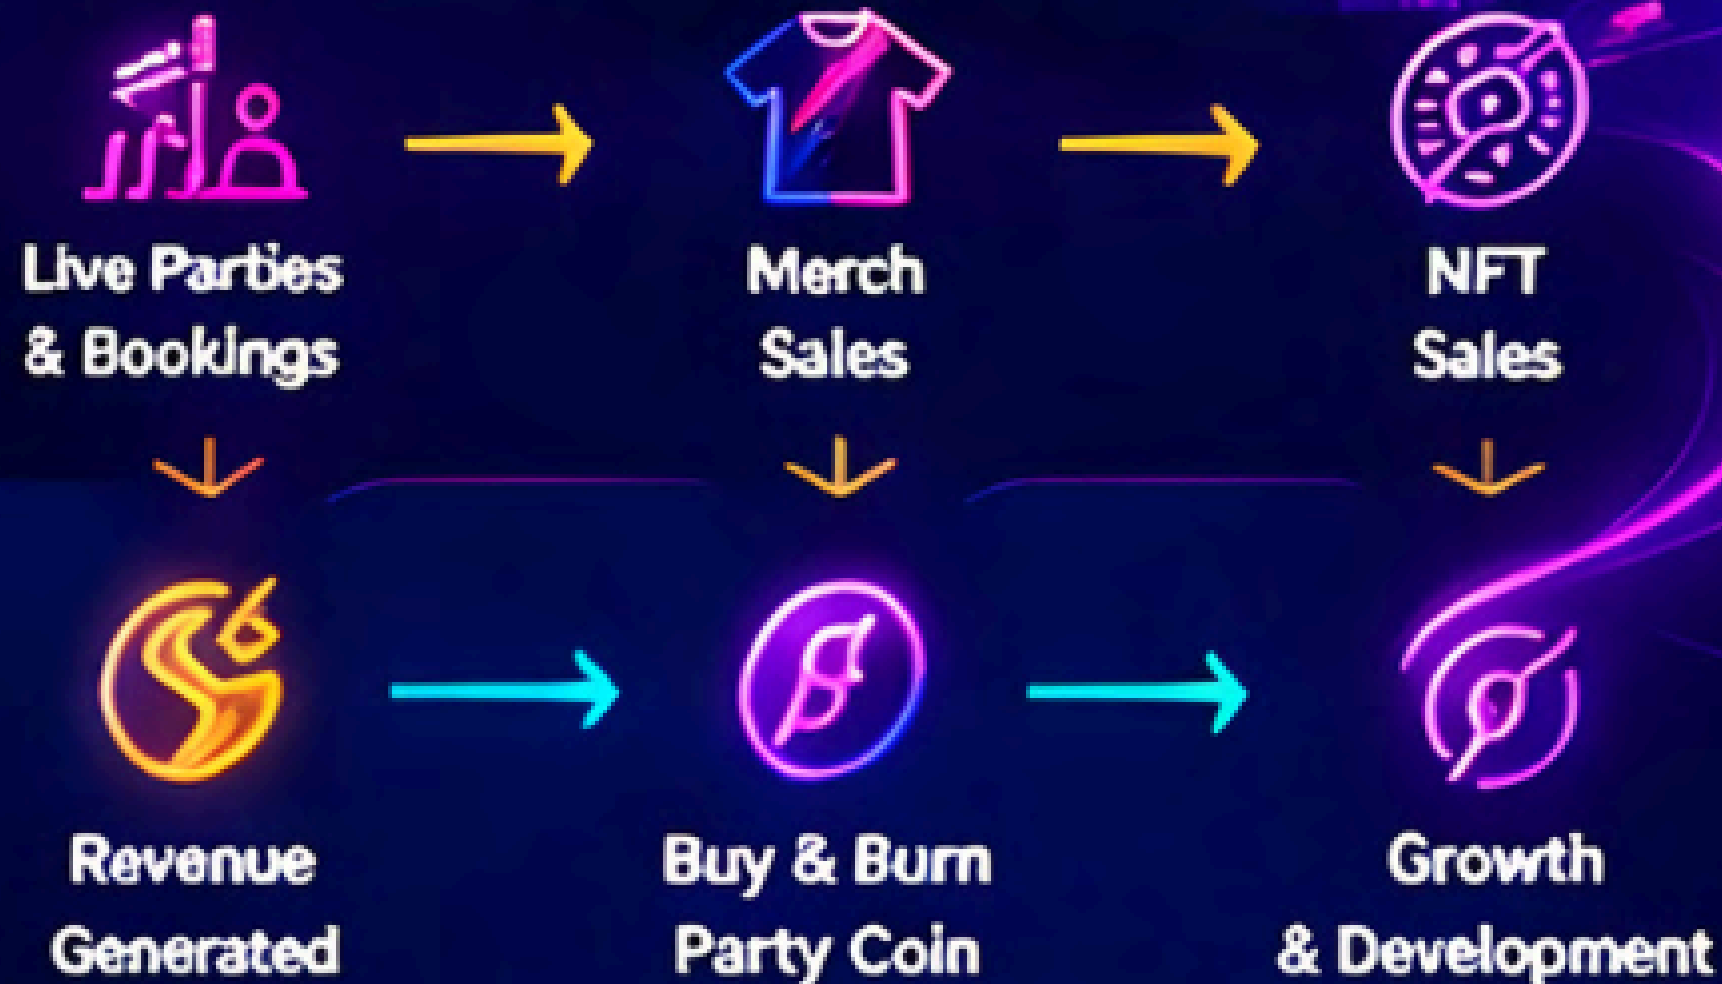 Live Parties
& Bookings
Merch
Sales
NFT
Sales
Revenue
Generated
Buy & Burn
Party Coin
Growth
& Development